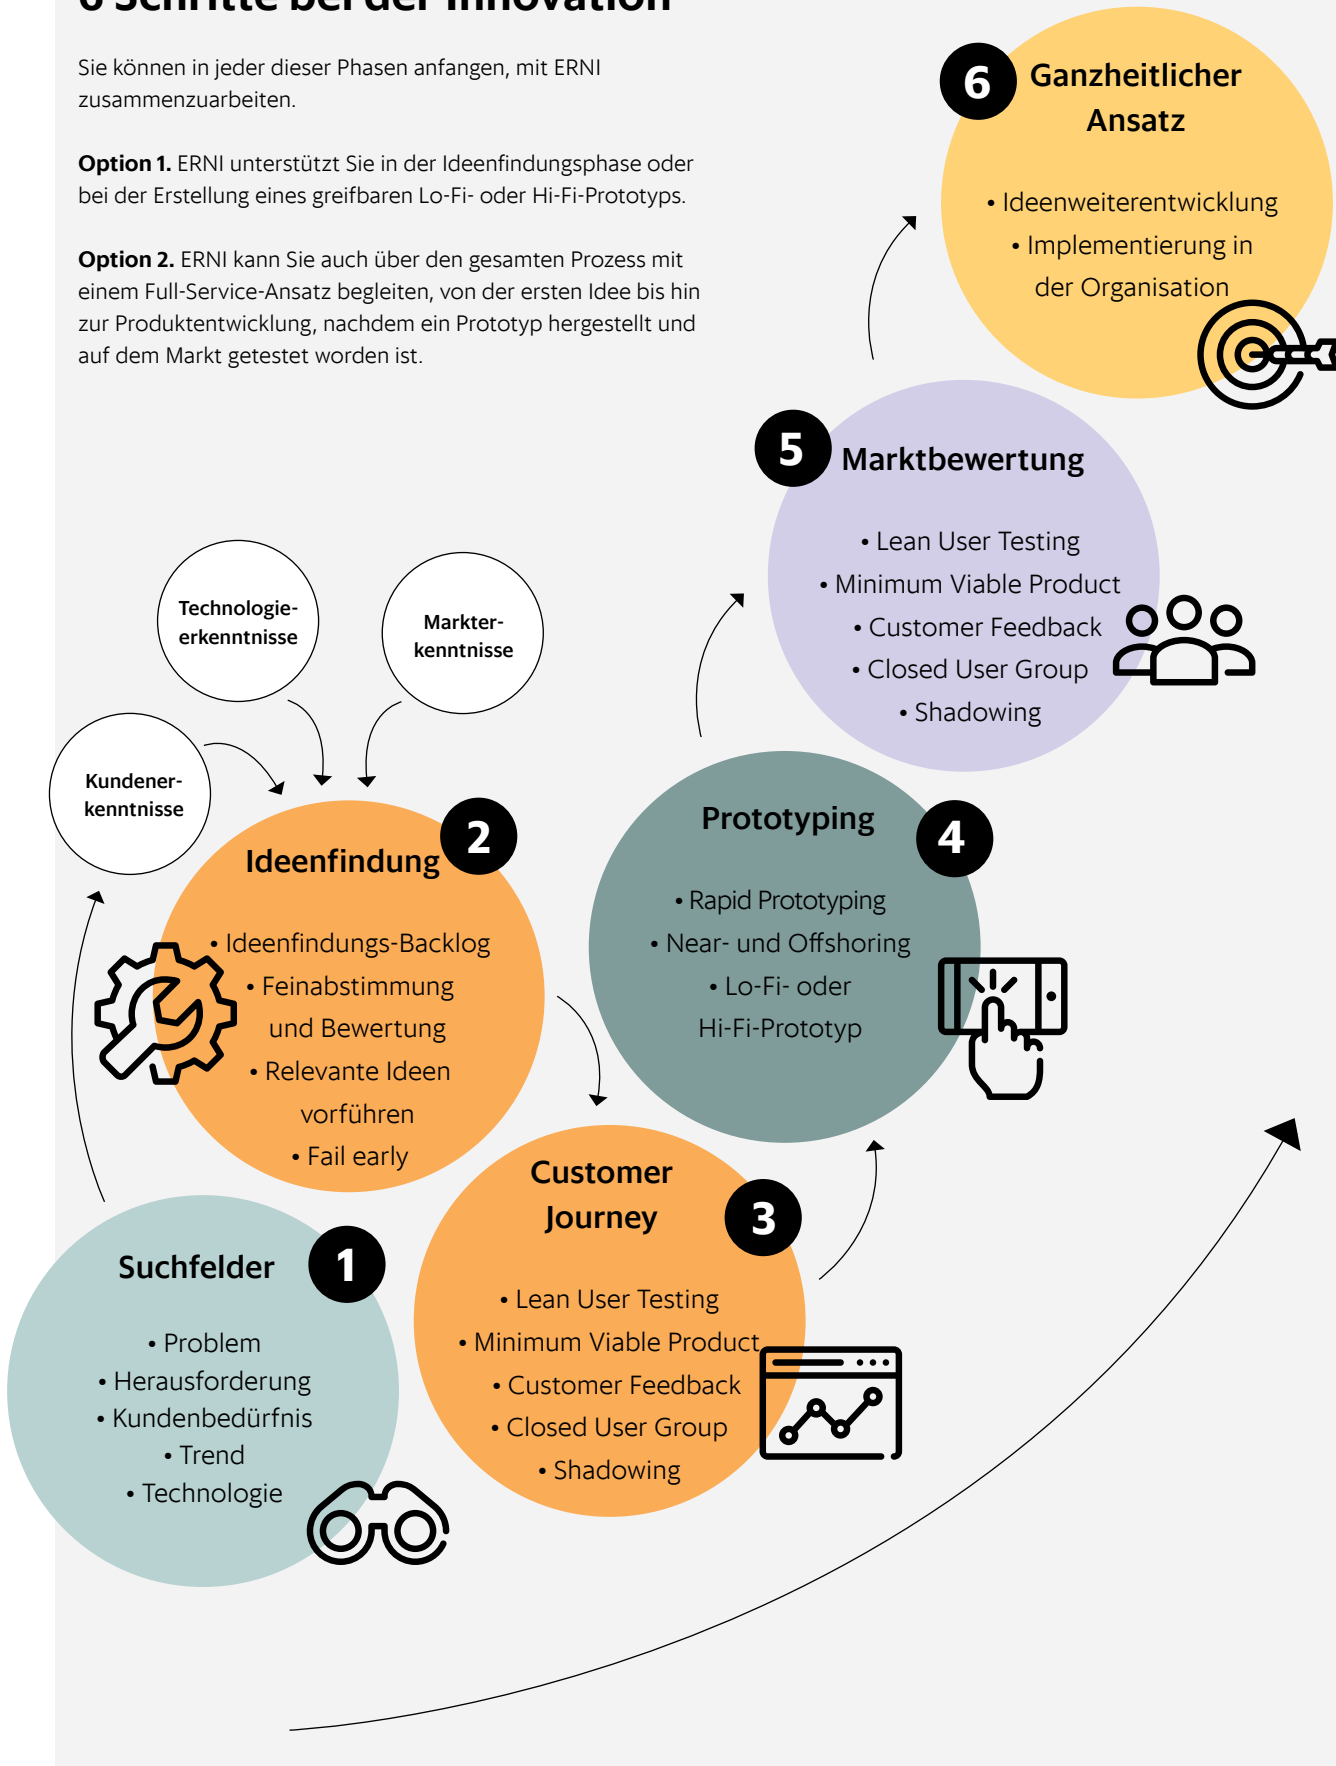 6 Schritte bei der Innovation
Sie können in jeder dieser Phasen anfangen, mit ERNI
zusammenzuarbeiten.
Option 1. ERNI unterstützt Sie in der Ideenfindungsphase oder
bei der Erstellung eines greifbaren Lo-Fi- oder Hi-Fi-Prototyps.
Option 2. ERNI kann Sie auch über den gesamten Prozess mit
einem Full-Service-Ansatz begleiten, von der ersten Idee bis hin
zur Produktentwicklung, nachdem ein Prototyp hergestellt und
auf dem Markt getestet worden ist.
6
Ganzheitlicher
Ansatz
• Ideenweiterentwicklung
• Implementierung in
der Organisation
5
Marktbewertung
• Lean User Testing
• Minimum Viable Product
• Customer Feedback
• Closed User Group
• Shadowing
Technologie-
erkenntnisse
Markter-
kenntnisse
Kundener-
kenntnisse
2
Ideenfindung
• Ideenfindungs-Backlog
• Feinabstimmung
und Bewertung
• Relevante Ideen
vorführen
• Fail early
Prototyping
4
• Rapid Prototyping
• Near- und Offshoring
• Lo-Fi- oder
Hi-Fi-Prototyp
Customer
Journey
3
• Lean User Testing
• Minimum Viable Product
• Customer Feedback
• Closed User Group
• Shadowing
Suchfelder
1
• Problem
• Herausforderung
• Kundenbedürfnis
• Trend
• Technologie